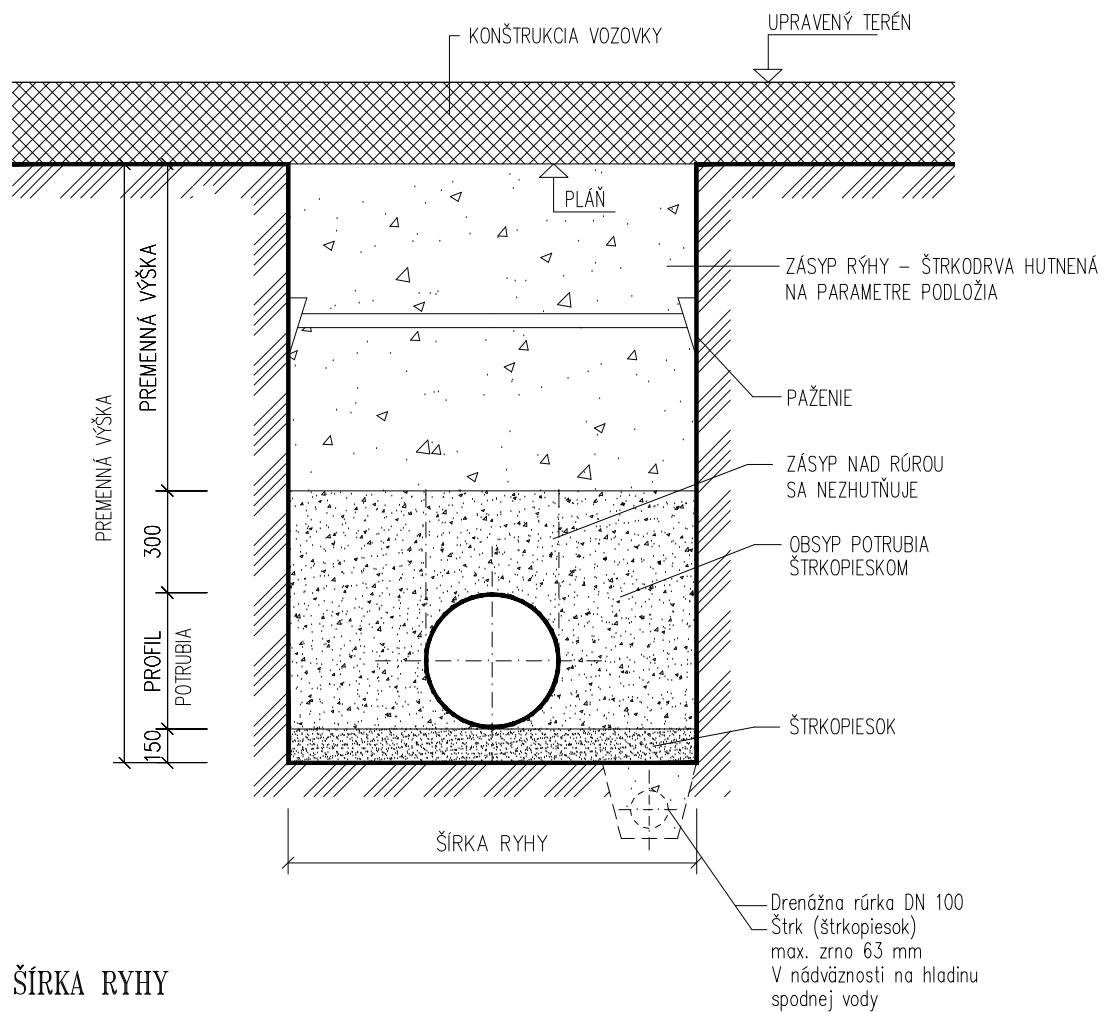 UPRAVENÝ TERÉN
KONŠTRUKCIA VOZOVKY
PLÁŇ
ZÁSYP RÝHY – ŠTRKODRVA HUTNENÁ
NA PARAMETRE PODLOŽIA
PREMENNÁ VÝŠKA
PREMENNÁ VÝŠKA
PAŽENIE
ZÁSYP NAD RÚROU
SA NEZHUTŇUJE
300
OBSYP POTRUBIA
ŠTRKOPIESKOM
PROFIL
POTRUBIA
150
ŠTRKOPIESOK
ŠÍRKA RYHY
Drenážna rúrka DN 100
Štrk (štrkopiesok)
max. zrno 63 mm
V nádväznosti na hladinu
spodnej vody
ŠÍRKA RYHY